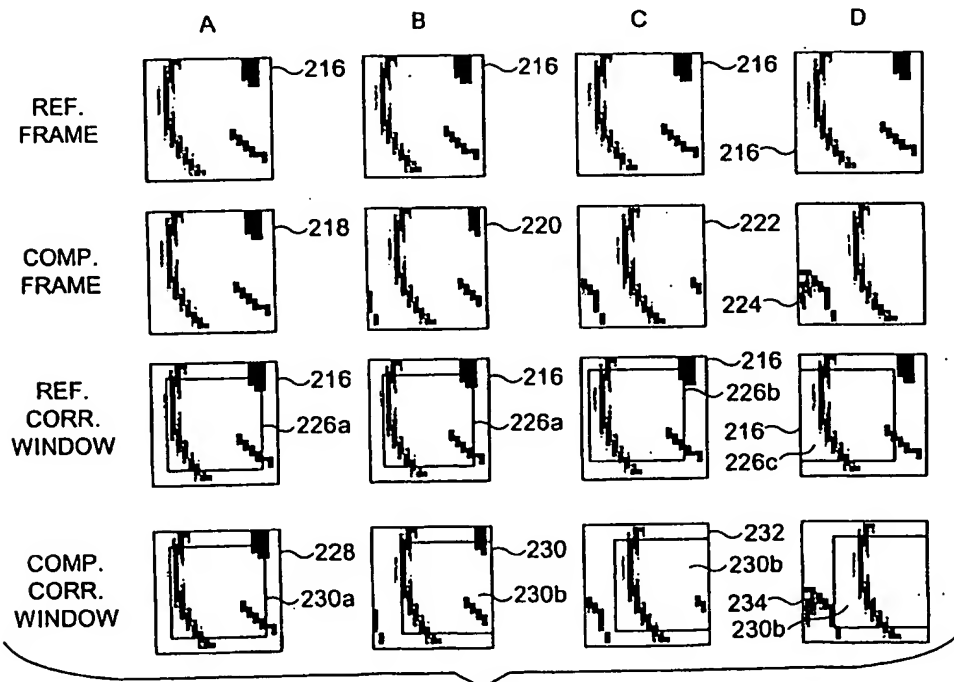 A B C D
REF. FRAME 216 216 216 216
COMP. FRAME 218 220 222 224
REF. CORR. WINDOW 216 226a 216 226a 216 226b 216 226c
COMP. CORR. WINDOW 228 230a 230 230b 232 230b 234 230b